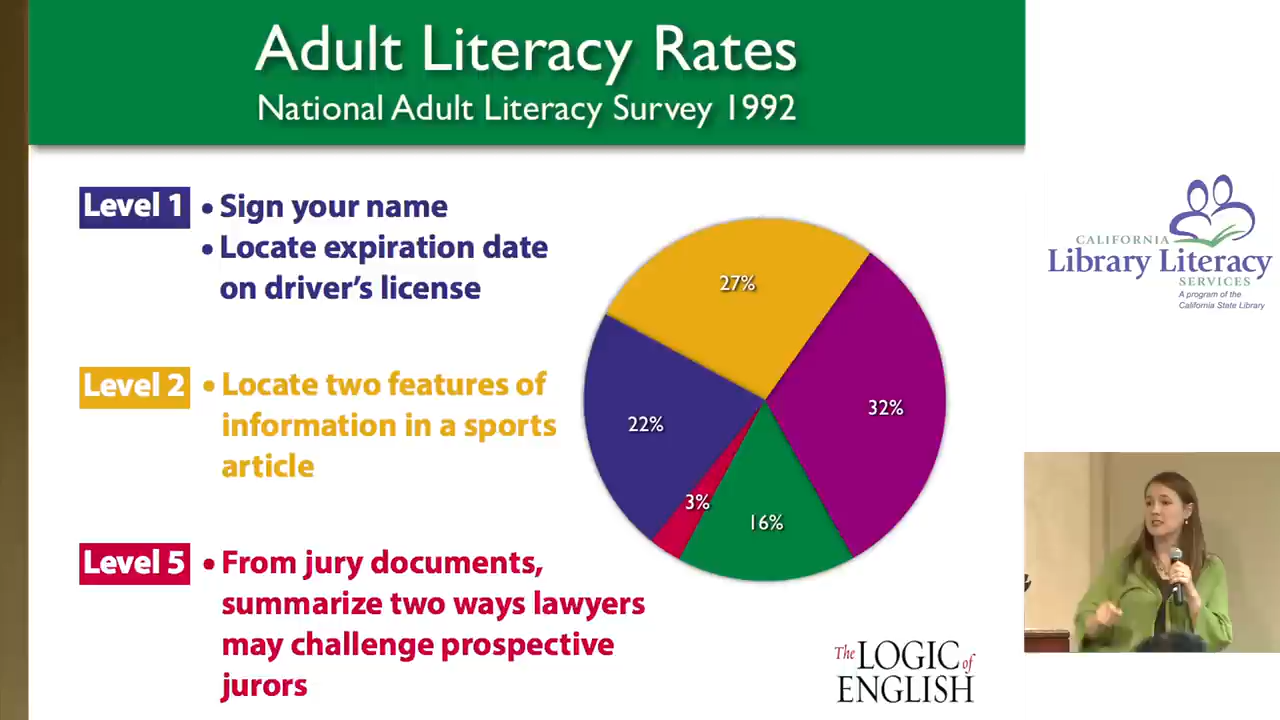 Adult Literacy Rates
National Adult Literacy Survey 1992
Level 1
• Sign your name
• Locate expiration date
on driver's license
Level 2
• Locate two features of
information in a sports
article
Level 5
• From jury documents,
summarize two ways lawyers
may challenge prospective
jurors
27%
32%
22%
3%
16%
The LOGIC of
ENGLISH
CALIFORNIA
Library Literacy
SERVICES
A program of the
California State Library